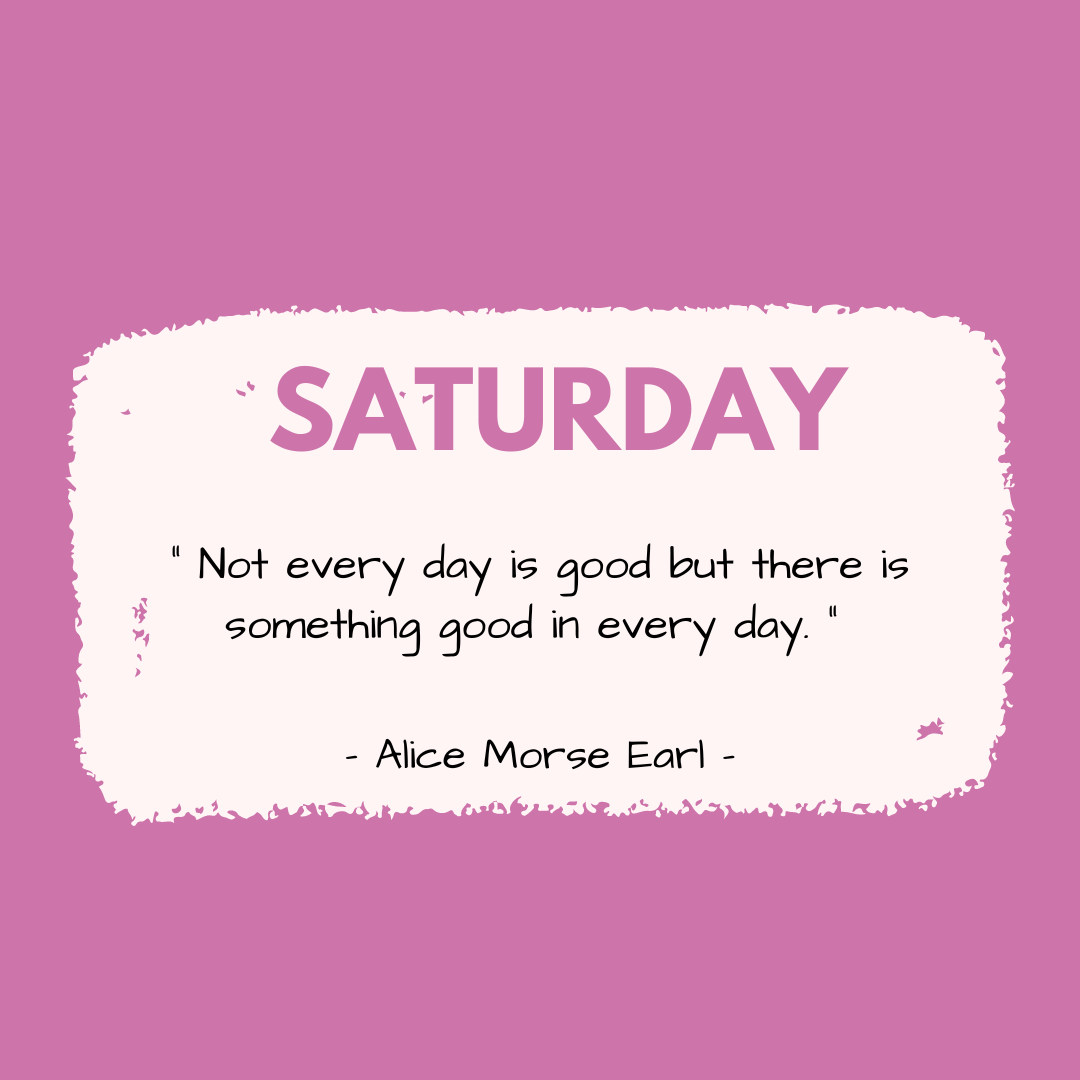 SATURDAY
" Not every day is good but there is
something good in every day. "
- Alice Morse Earl -